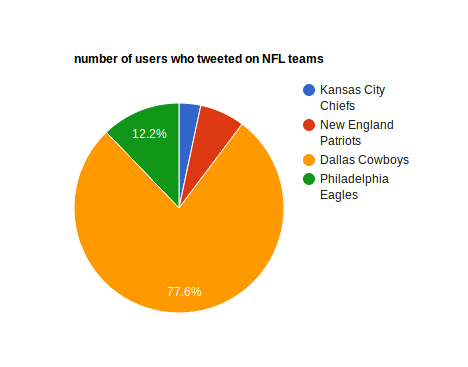 number of users who tweeted on NFL teams
Kansas City
Chiefs
New England
Patriots
Dallas Cowboys
Philadelphia
Eagles
12.2%
77.6%